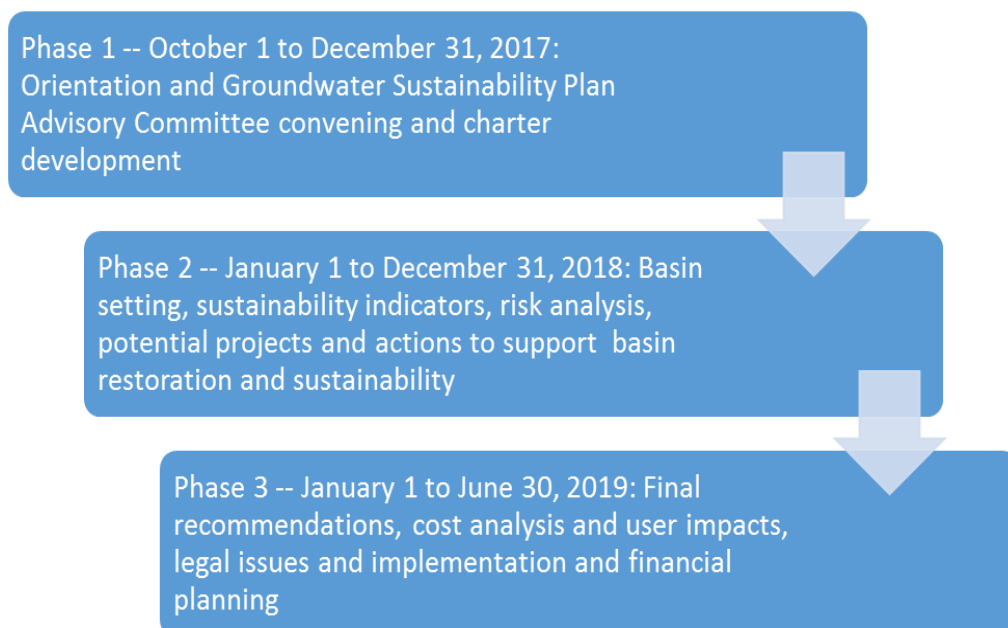 Phase 1 -- October 1 to December 31, 2017:
Orientation and Groundwater Sustainability Plan
Advisory Committee convening and charter
development
Phase 2 -- January 1 to December 31, 2018: Basin
setting, sustainability indicators, risk analysis,
potential projects and actions to support  basin
restoration and sustainability
Phase 3 -- January 1 to June 30, 2019: Final
recommendations, cost analysis and user impacts,
legal issues and implementation and financial
planning